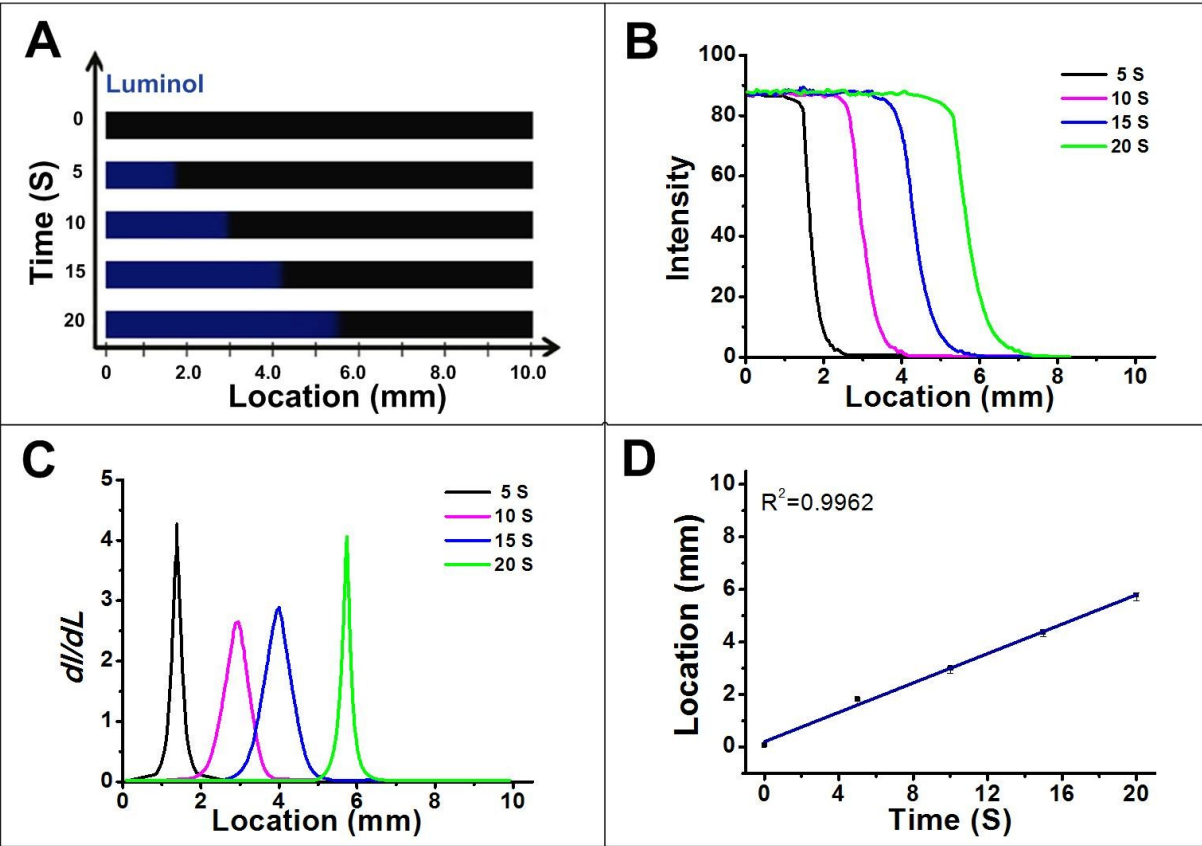 A
Luminol
0
5
10
15
20
Time (S)
0 2.0 4.0 6.0 8.0 10.0
Location (mm)
B
100
80
60
40
20
0
Intensity
5 S
10 S
15 S
20 S
0 2 4 6 8 10
Location (mm)
C
5
4
3
2
1
0
dI/dL
5 S
10 S
15 S
20 S
0 2 4 6 8 10
Location (mm)
D
R²=0.9962
10
8
6
4
2
0
Location (mm)
0 4 8 12 16 20
Time (S)